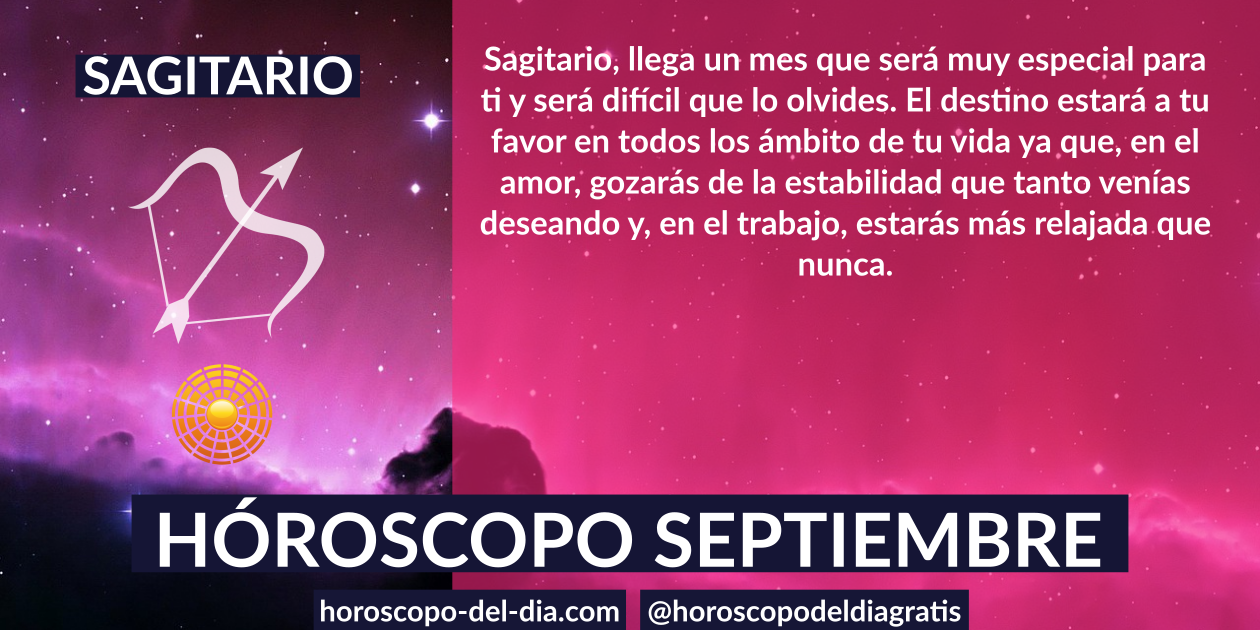 SAGITARIO
Sagitario, llega un mes que será muy especial para
ti y será difícil que lo olvides. El destino estará a tu
favor en todos los ámbito de tu vida ya que, en el
amor, gozarás de la estabilidad que tanto venías
deseando y, en el trabajo, estarás más relajada que
nunca.
HÓROSCOPO SEPTIEMBRE
horoscopo-del-dia.com
@horoscopodeldiagratis